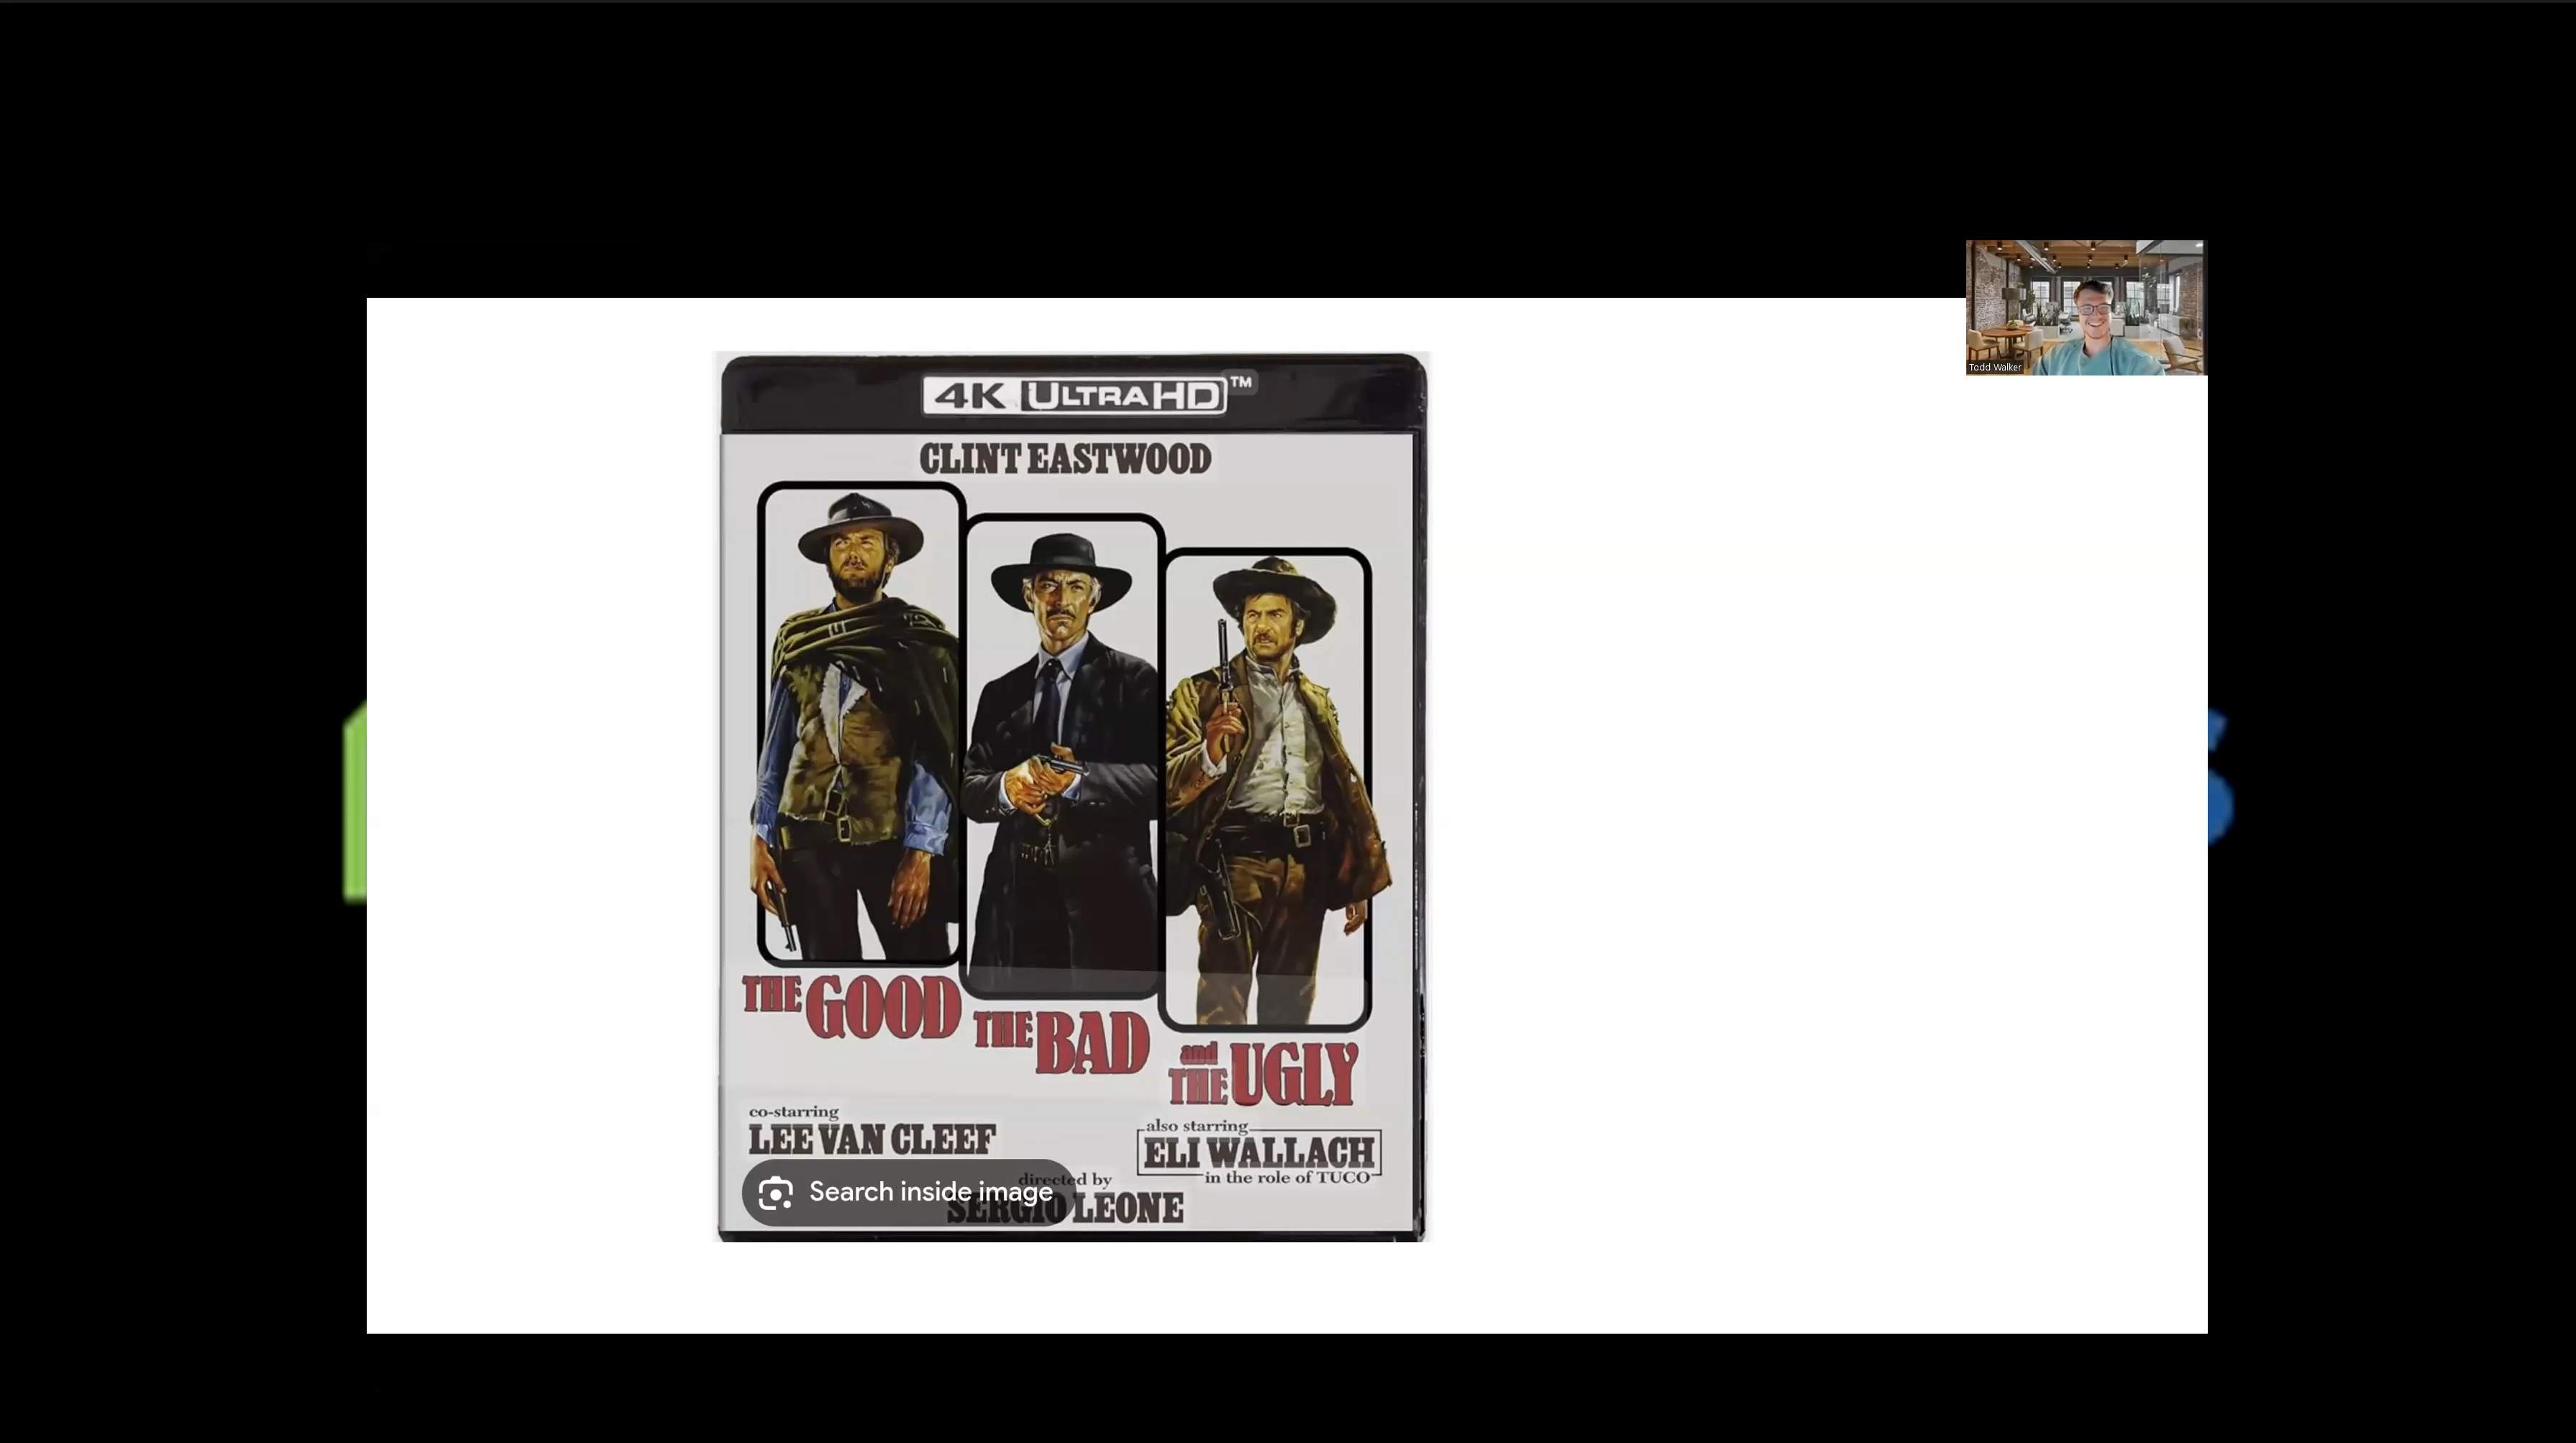 4K ULTRA HD™
Todd Walker
CLINT EASTWOOD
THE GOOD
THE BAD
and THE UGLY
co-starring
LEE VAN CLEEF
also starring
ELI WALLACH
in the role of TUCO
directed by
SERGIO LEONE
Search inside image